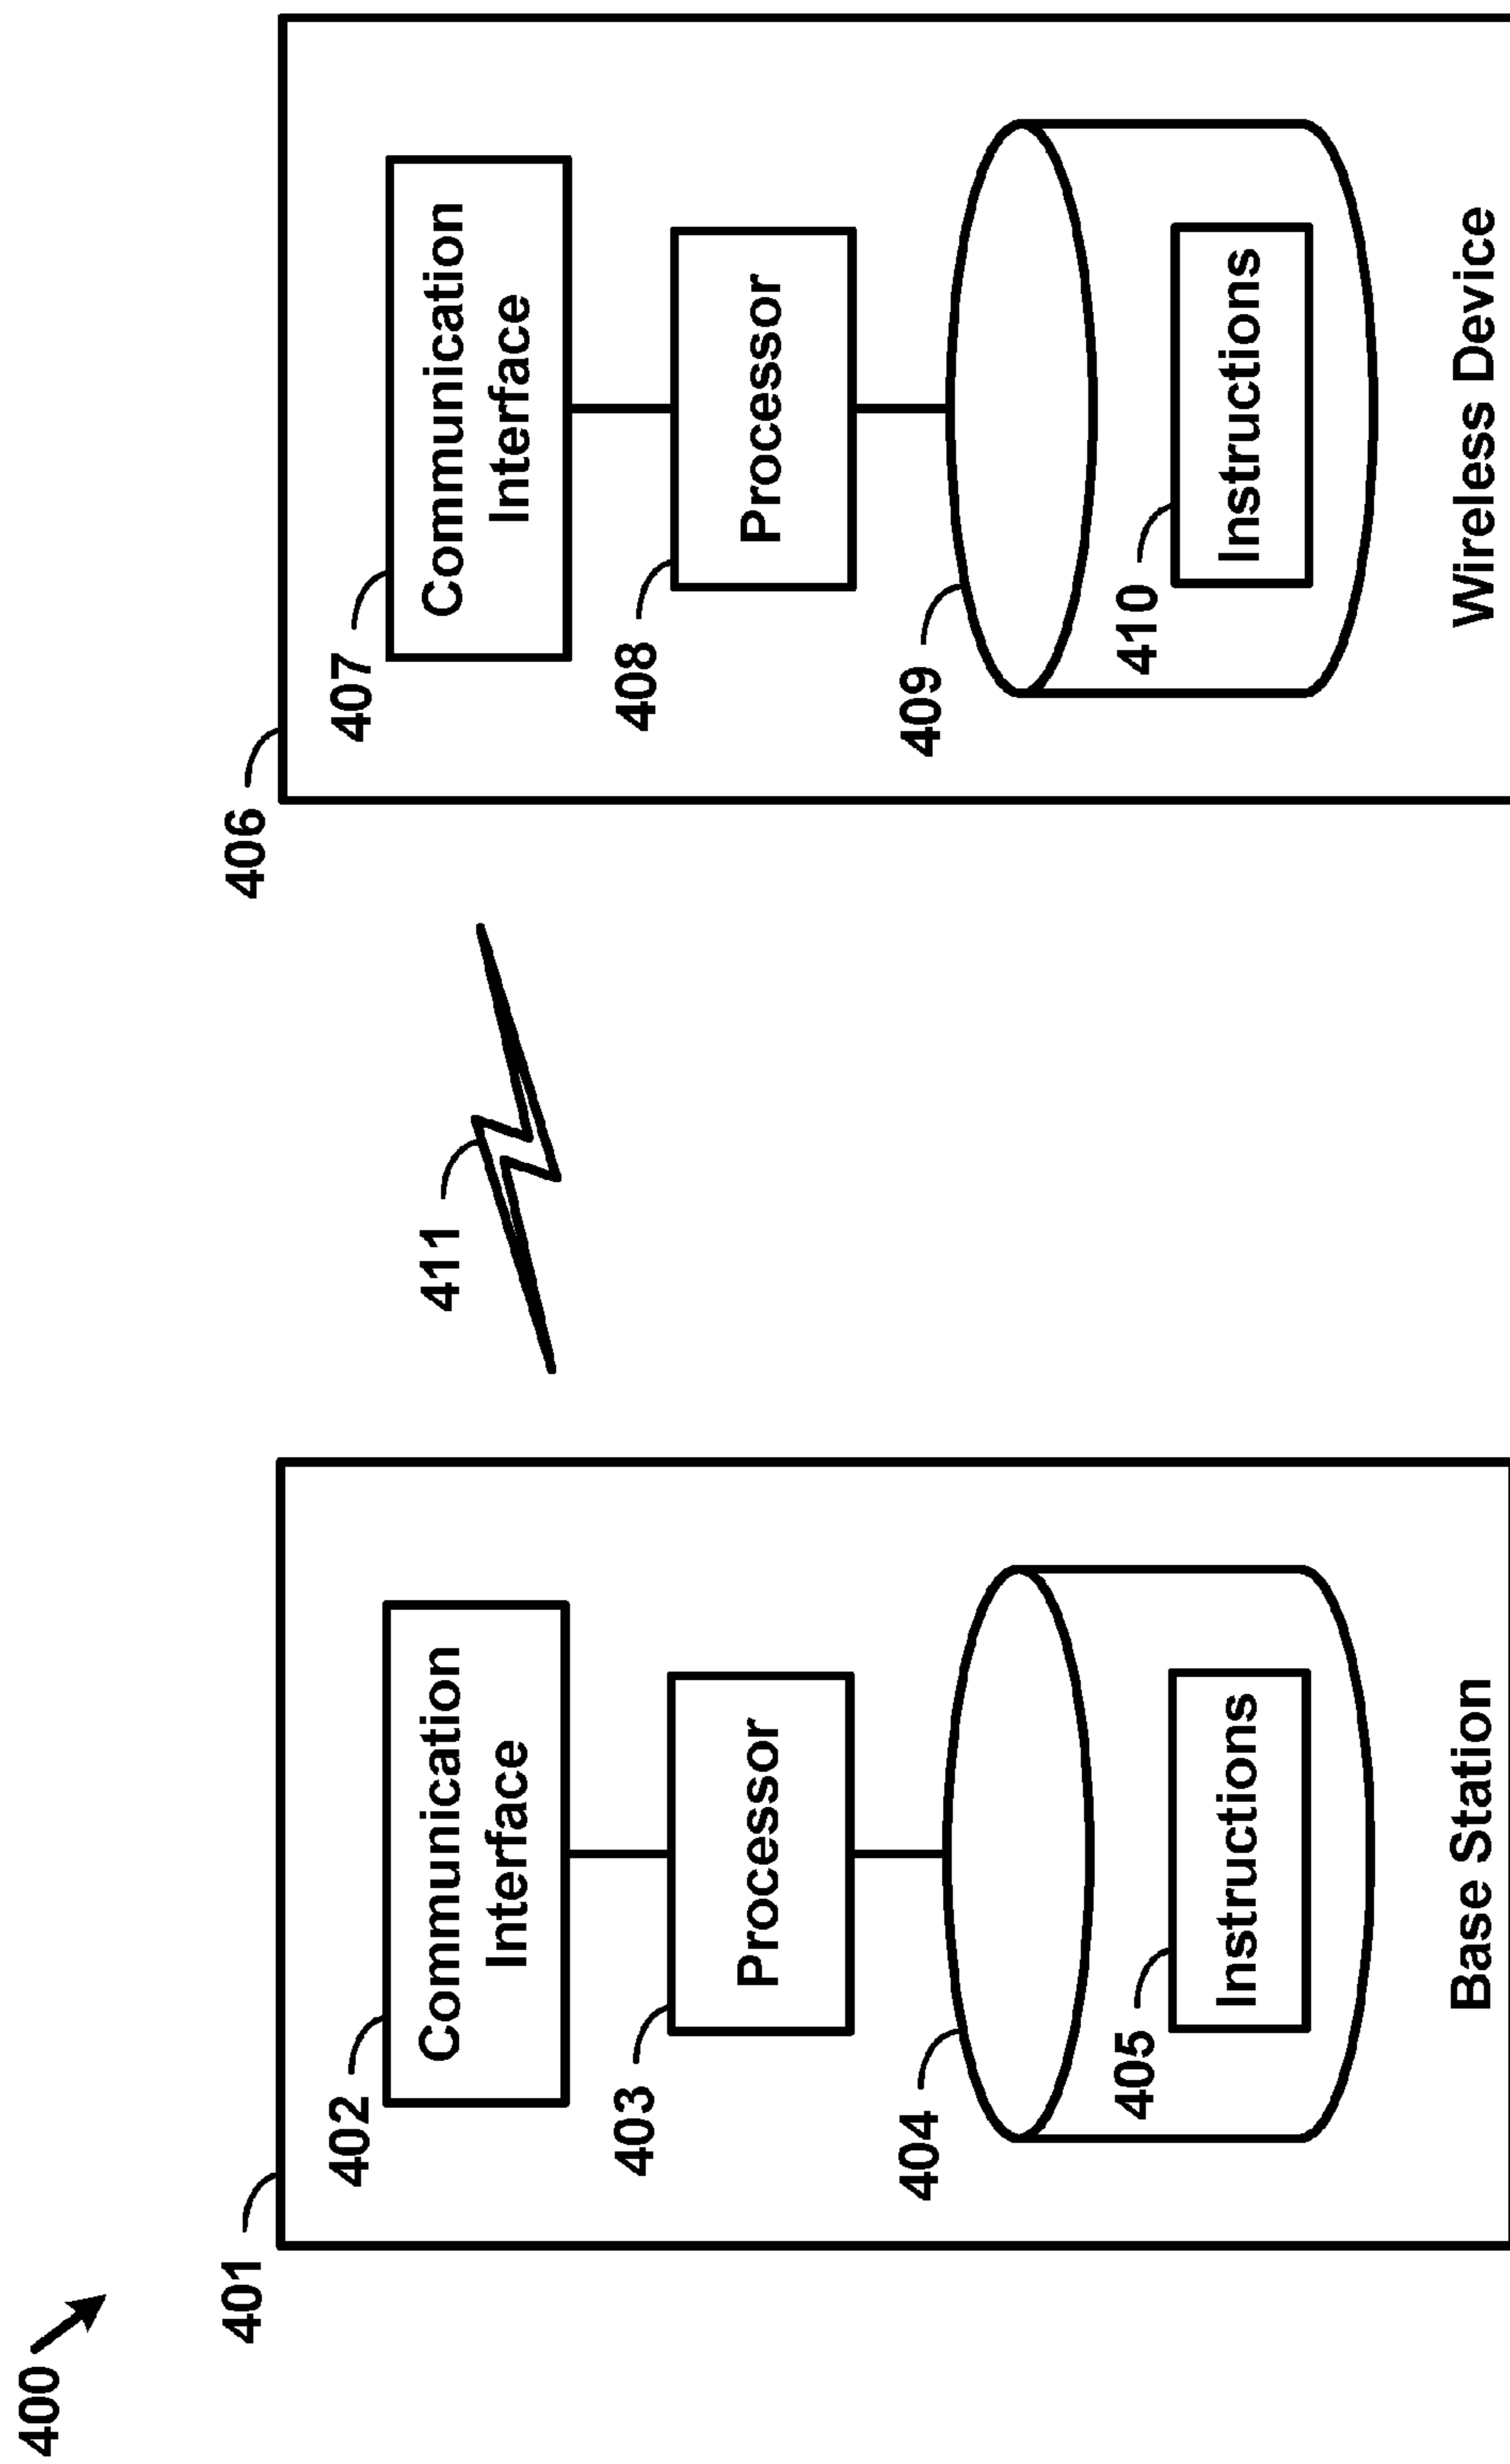 400
401
402
Communication
Interface
403
Processor
404
405
Instructions
Base Station
411
406
407
Communication
Interface
408
Processor
409
410
Instructions
Wireless Device